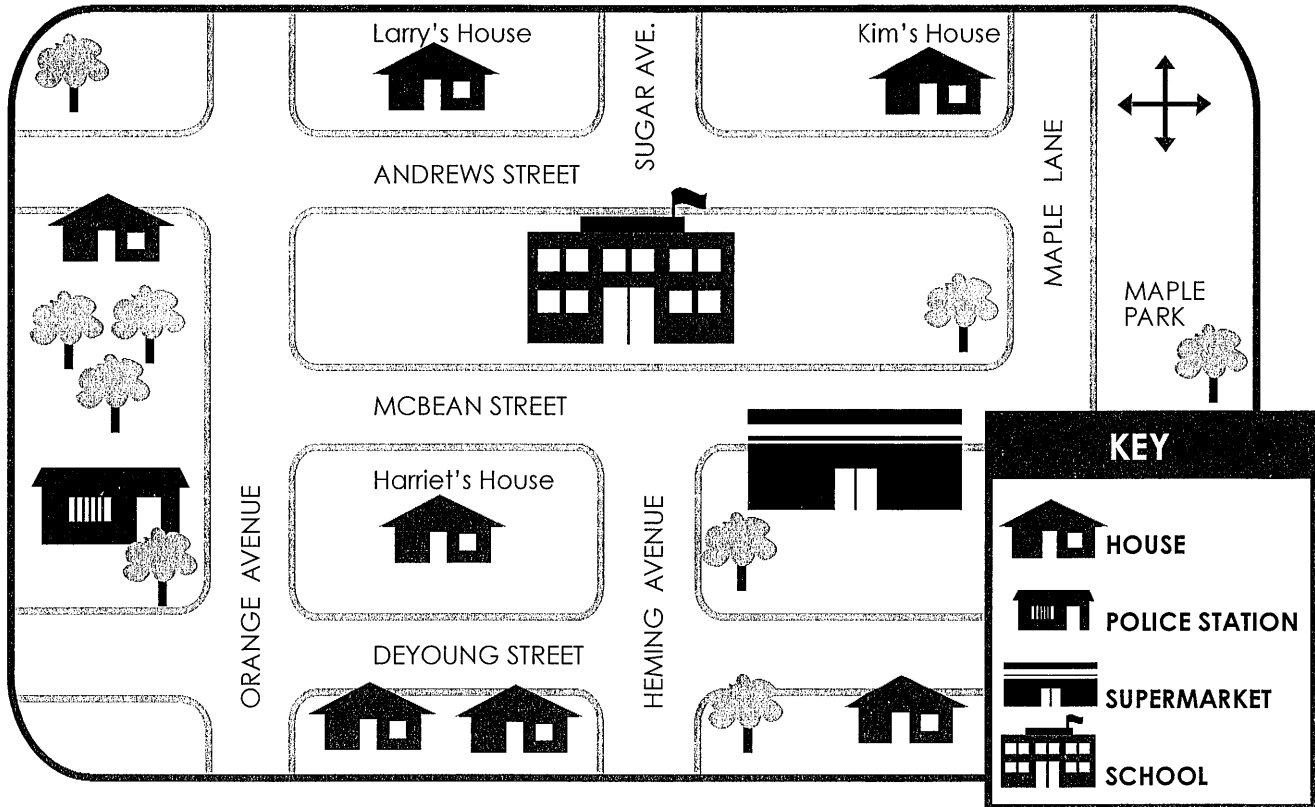 Larry's House
SUGAR AVE.
Kim's House
ANDREWS STREET
MAPLE LANE
MAPLE
PARK
MCBEAN STREET
Harriet's House
ORANGE AVENUE
HEMING AVENUE
DEYOUNG STREET
KEY
HOUSE
POLICE STATION
SUPERMARKET
SCHOOL